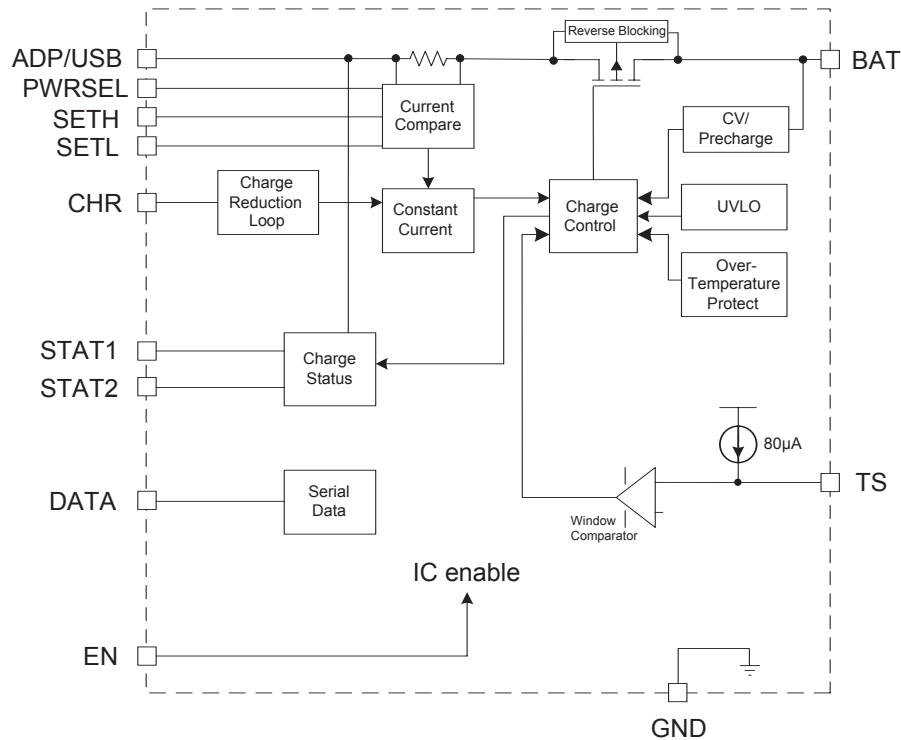 Reverse Blocking
ADP/USB
BAT
PWRSEL
SETH
SETL
Current
Compare
CV/
Precharge
CHR
Charge
Reduction
Loop
Constant
Current
Charge
Control
UVLO
Over-
Temperature
Protect
STAT1
STAT2
Charge
Status
80µA
TS
DATA
Serial
Data
Window
Comparator
IC enable
EN
GND